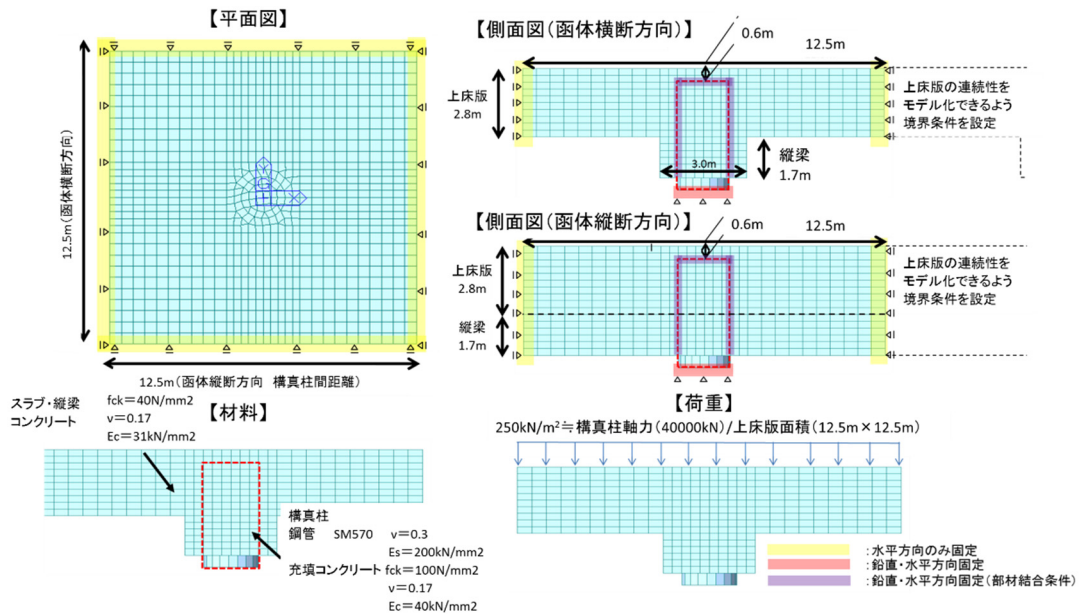 【平面図】
12.5m(函体横断方向)
Y
G
X
12.5m(函体縦断方向 構真柱間距離)
【側面図(函体横断方向)】
0.6m
12.5m
上床版
2.8m
3.0m
縦梁
1.7m
上床版の連続性を
モデル化できるよう
境界条件を設定
【側面図(函体縦断方向)】
0.6m
12.5m
上床版
2.8m
縦梁
1.7m
上床版の連続性を
モデル化できるよう
境界条件を設定
【材料】
スラブ・縦梁
コンクリート
fck=40N/mm2
ν=0.17
Ec=31kN/mm2
構真柱
鋼管 SM570 ν=0.3
Es=200kN/mm2
充填コンクリート fck=100N/mm2
ν=0.17
Ec=40kN/mm2
【荷重】
250kN/m²≒構真柱軸力(40000kN)/上床版面積(12.5m×12.5m)
:水平方向のみ固定
:鉛直・水平方向固定
:鉛直・水平方向固定(部材結合条件)